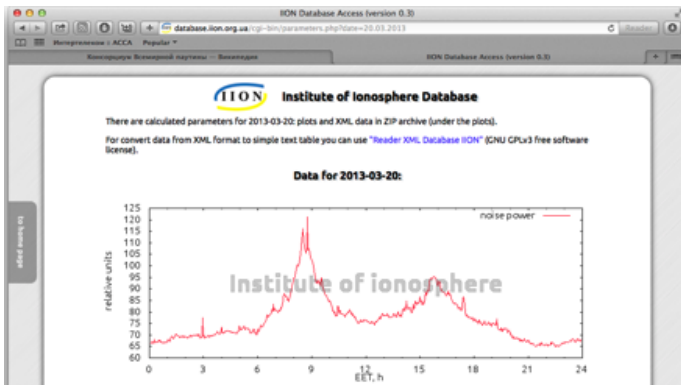 IION Database Access (version 0.3)
database.iion.org.ua/cgi-bin/parameters.php?date=20.03.2013
Reader
Popular
Консорциум Всемирной паутины — Википедия
IION Database Access (version 0.3)
IION
Institute of Ionosphere Database
There are calculated parameters for 2013-03-20: plots and XML data in ZIP archive (under the plots).
For convert data from XML format to simple text table you can use "Reader XML Database IION" (GNU GPLv3 free software
license).
Data for 2013-03-20:
to home page
noise power
125
120
115
110
105
100
95
90
85
80
75
70
65
60
relative units
Institute of ionosphere
0 3 6 9 12 15 18 21 24
EET, h